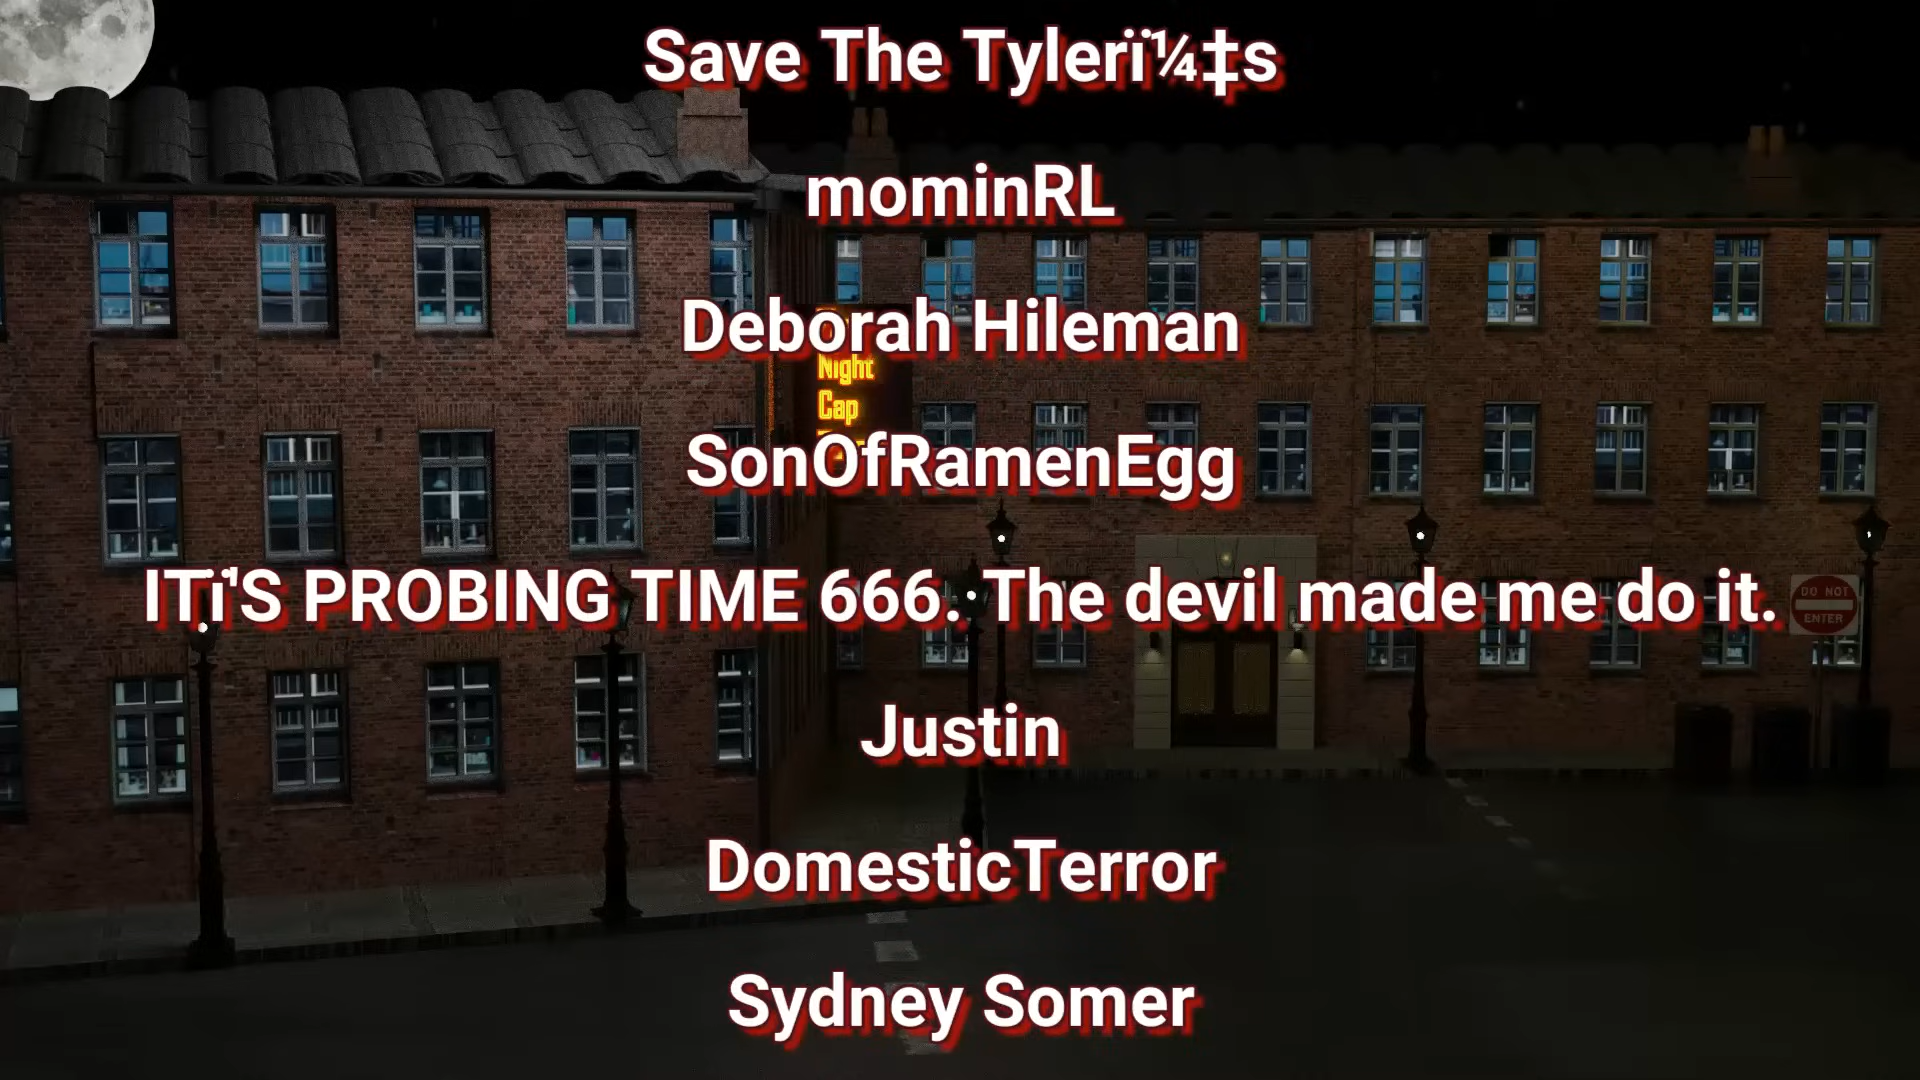 Save The Tylerï¼‡s
mominRL
Deborah Hileman
Night
Cap
SonOfRamenEgg
ITï'S PROBING TIME 666. The devil made me do it.
DO NOT
ENTER
Justin
DomesticTerror
Sydney Somer